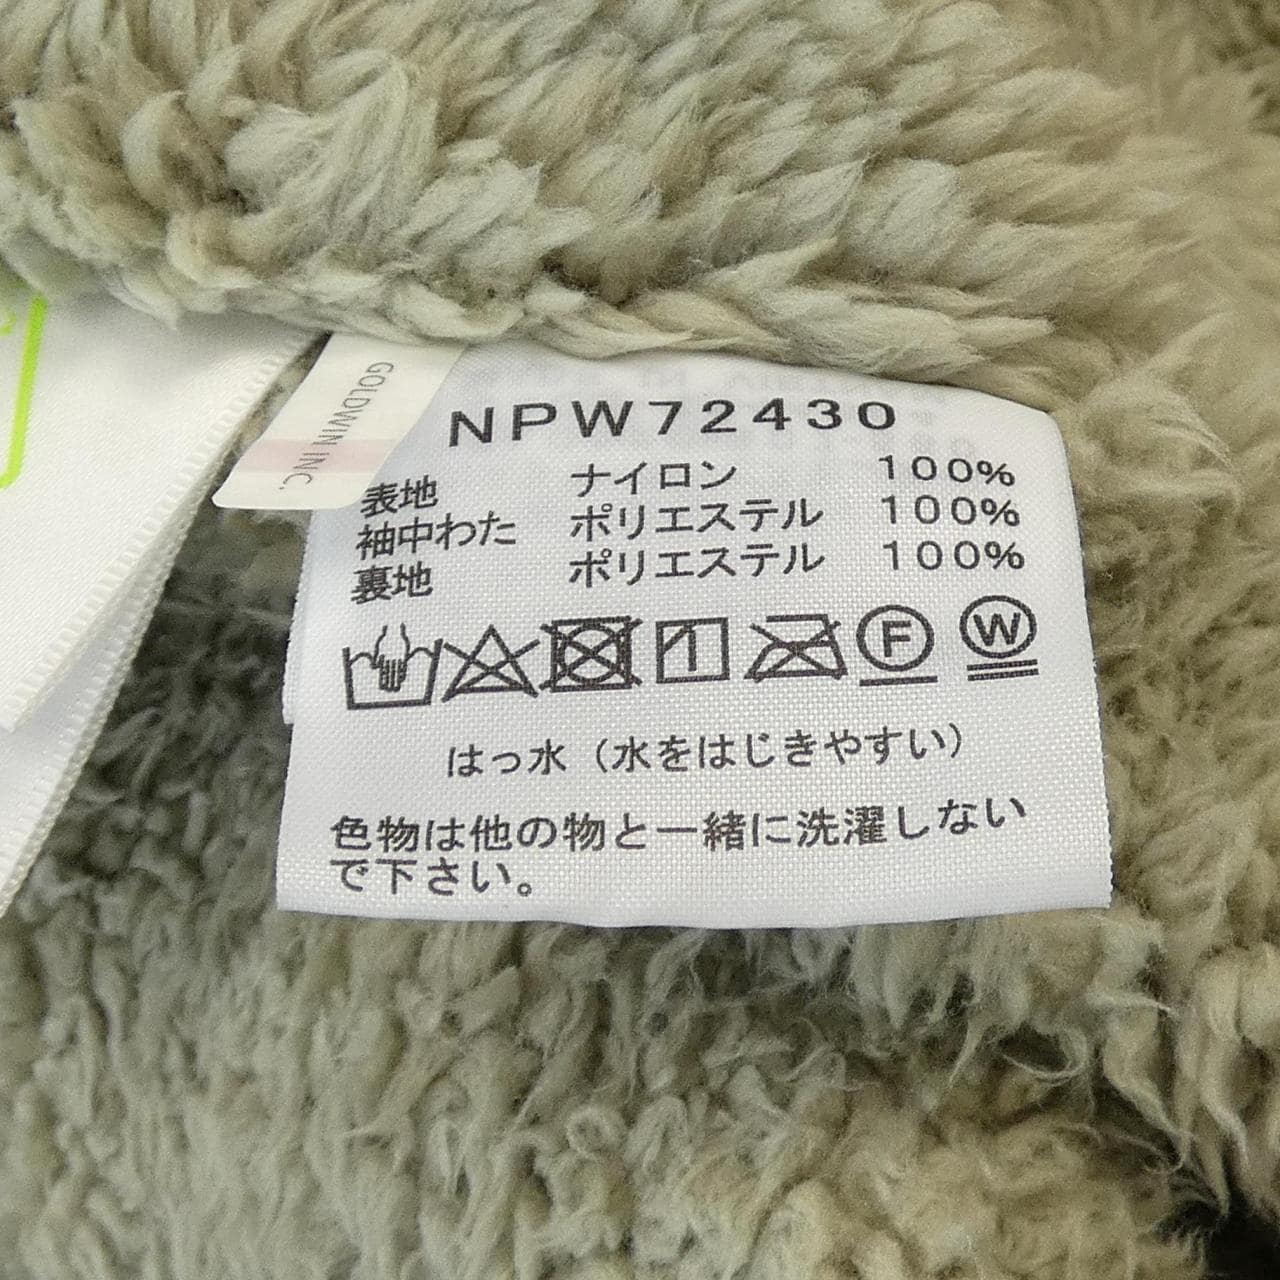 GOLDWIN INC.
NPW72430
表地 ナイロン 100%
袖中わた ポリエステル 100%
裏地 ポリエステル 100%
F W
はっ水（水をはじきやすい）
色物は他の物と一緒に洗濯しない
で下さい。